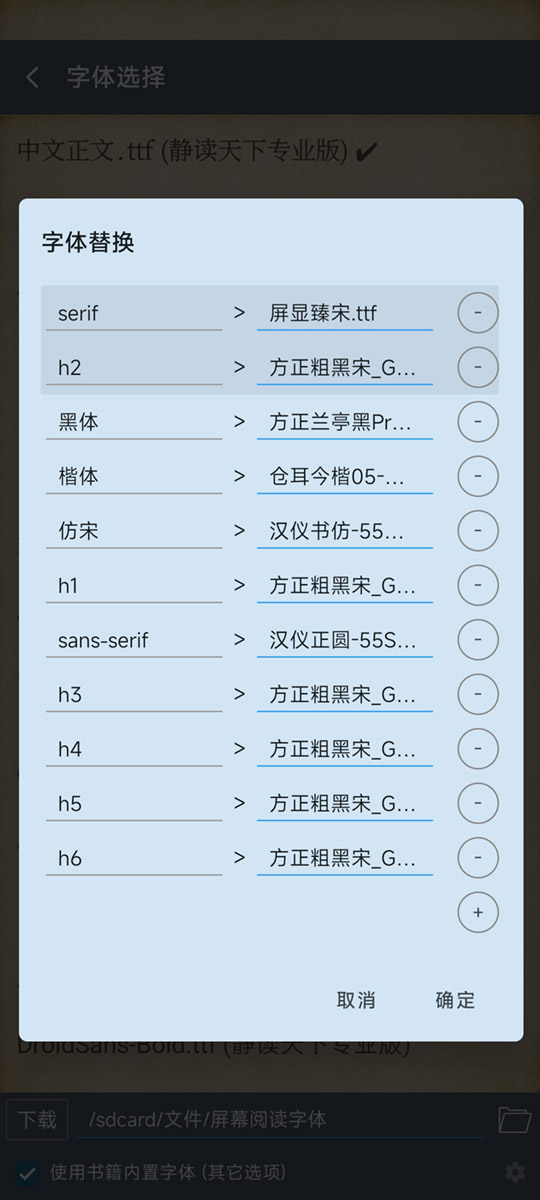 字体选择
中文正文.ttf (静读天下专业版) ✔
字体替换
serif > 屏显臻宋.ttf -
h2 > 方正粗黑宋_G... -
黑体 > 方正兰亭黑Pr... -
楷体 > 仓耳今楷05-... -
仿宋 > 汉仪书仿-55... -
h1 > 方正粗黑宋_G... -
sans-serif > 汉仪正圆-55S... -
h3 > 方正粗黑宋_G... -
h4 > 方正粗黑宋_G... -
h5 > 方正粗黑宋_G... -
h6 > 方正粗黑宋_G... -
+
取消 确定
DroidSans-Bold.ttf (静读天下专业版)
下载 /sdcard/文件/屏幕阅读字体
使用书籍内置字体 (其它选项)